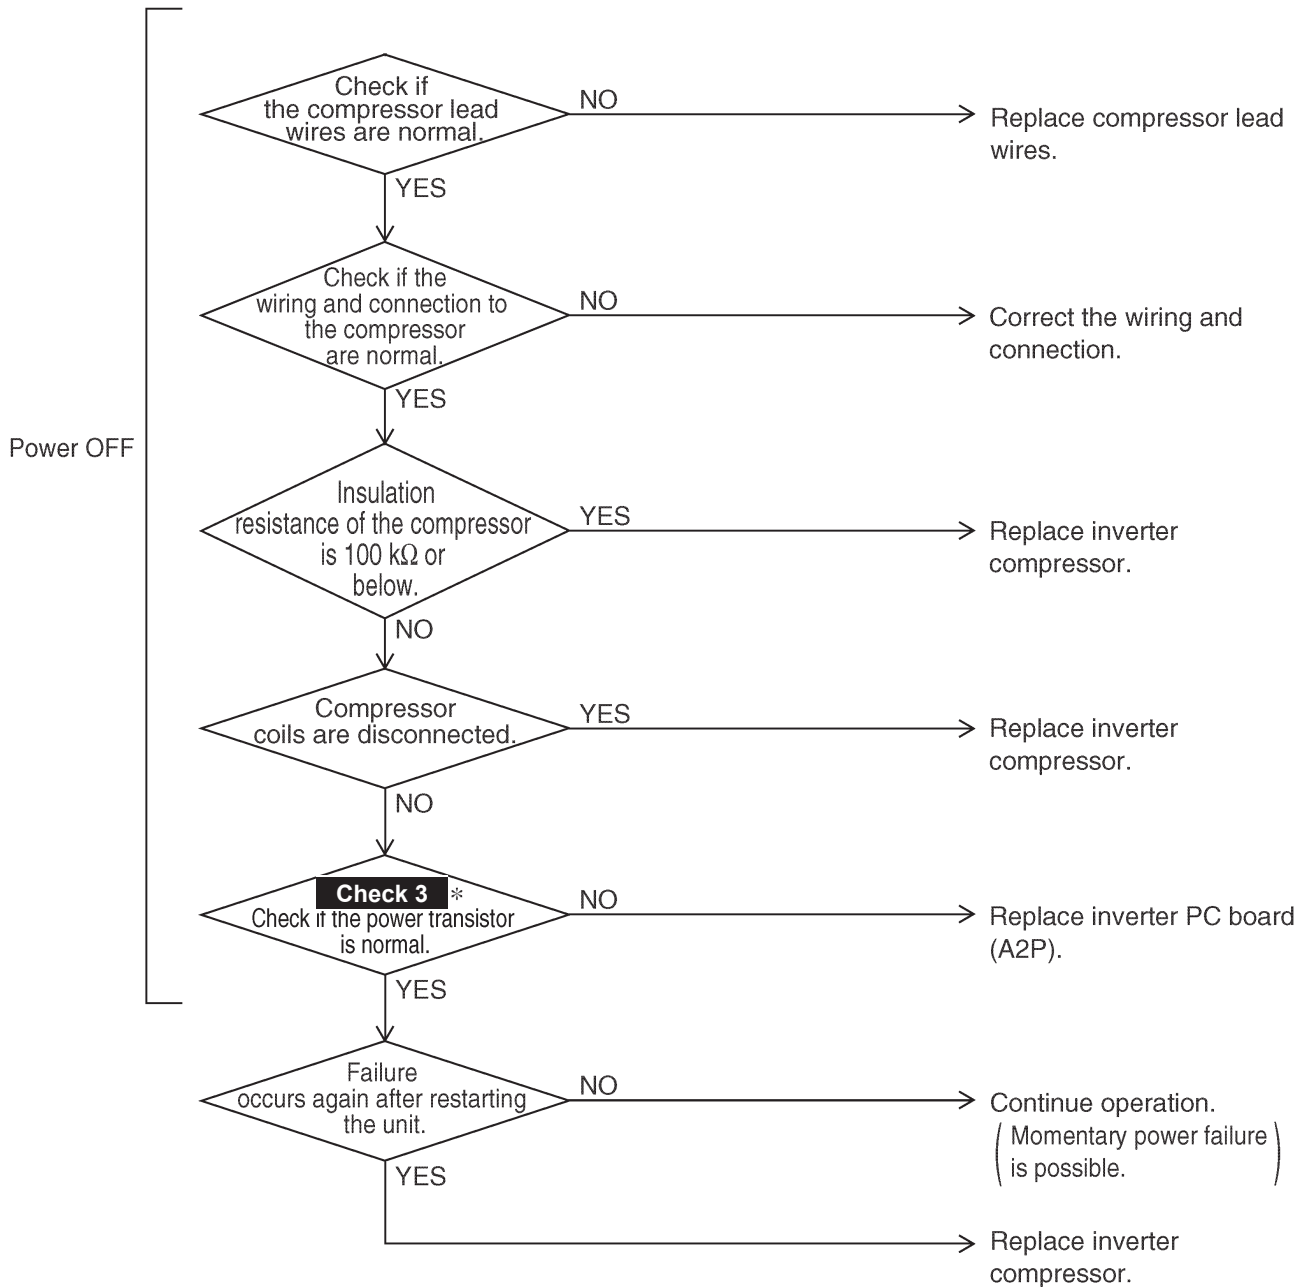 Check if
the compressor lead
wires are normal.
NO
Replace compressor lead
wires.
YES
Check if the
wiring and connection to
the compressor
are normal.
NO
Correct the wiring and
connection.
YES
Power OFF
Insulation
resistance of the compressor
is 100 kΩ or
below.
YES
Replace inverter
compressor.
NO
Compressor
coils are disconnected.
YES
Replace inverter
compressor.
NO
Check 3 *
Check if the power transistor
is normal.
NO
Replace inverter PC board
(A2P).
YES
Failure
occurs again after restarting
the unit.
NO
Continue operation.
( Momentary power failure
is possible. )
YES
Replace inverter
compressor.